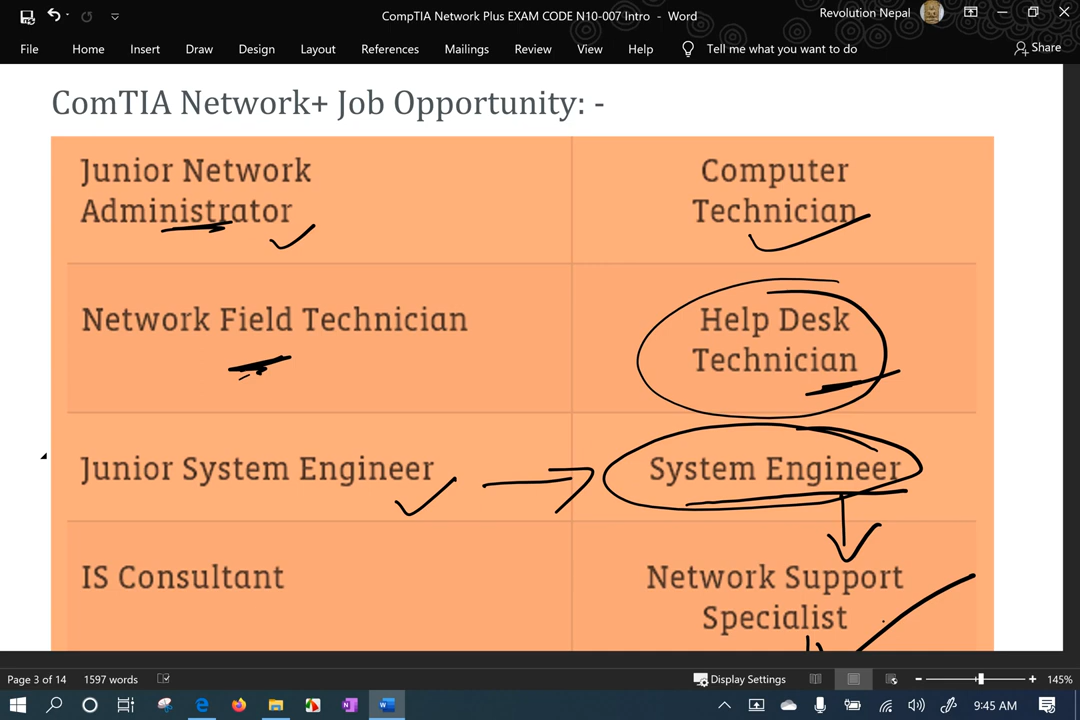 CompTIA Network Plus EXAM CODE N10-007 Intro - Word
Revolution Nepal
File Home Insert Draw Design Layout References Mailings Review View Help Tell me what you want to do Share
ComTIA Network+ Job Opportunity: -
Junior Network
Administrator
Computer
Technician
Network Field Technician
Help Desk
Technician
Junior System Engineer
System Engineer
IS Consultant
Network Support
Specialist
Page 3 of 14 1597 words Display Settings 145%
9:45 AM